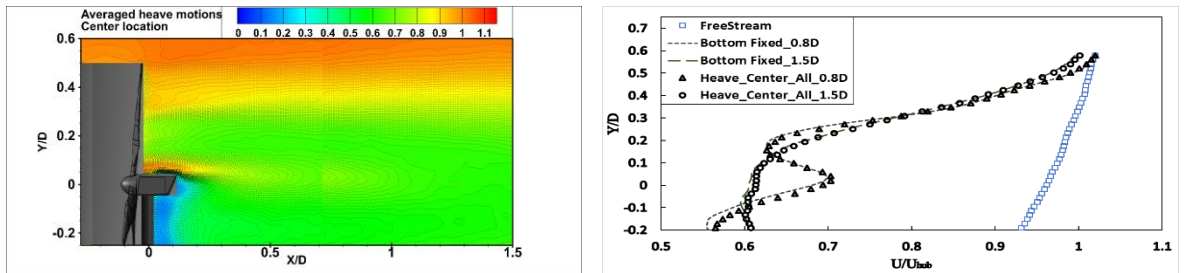 Averaged heave motions
Center location
0 0.1 0.2 0.3 0.4 0.5 0.6 0.7 0.8 0.9 1 1.1
0.6
0.4
0.2
0
-0.2
Y/D
0 0.5 1 1.5
X/D
0.8
0.7
0.6
0.5
0.4
0.3
0.2
0.1
0
-0.1
-0.2
Y/D
FreeStream
Bottom Fixed_0.8D
Bottom Fixed_1.5D
Heave_Center_All_0.8D
Heave_Center_All_1.5D
0.5 0.6 0.7 0.8 0.9 1 1.1
U/Uhub